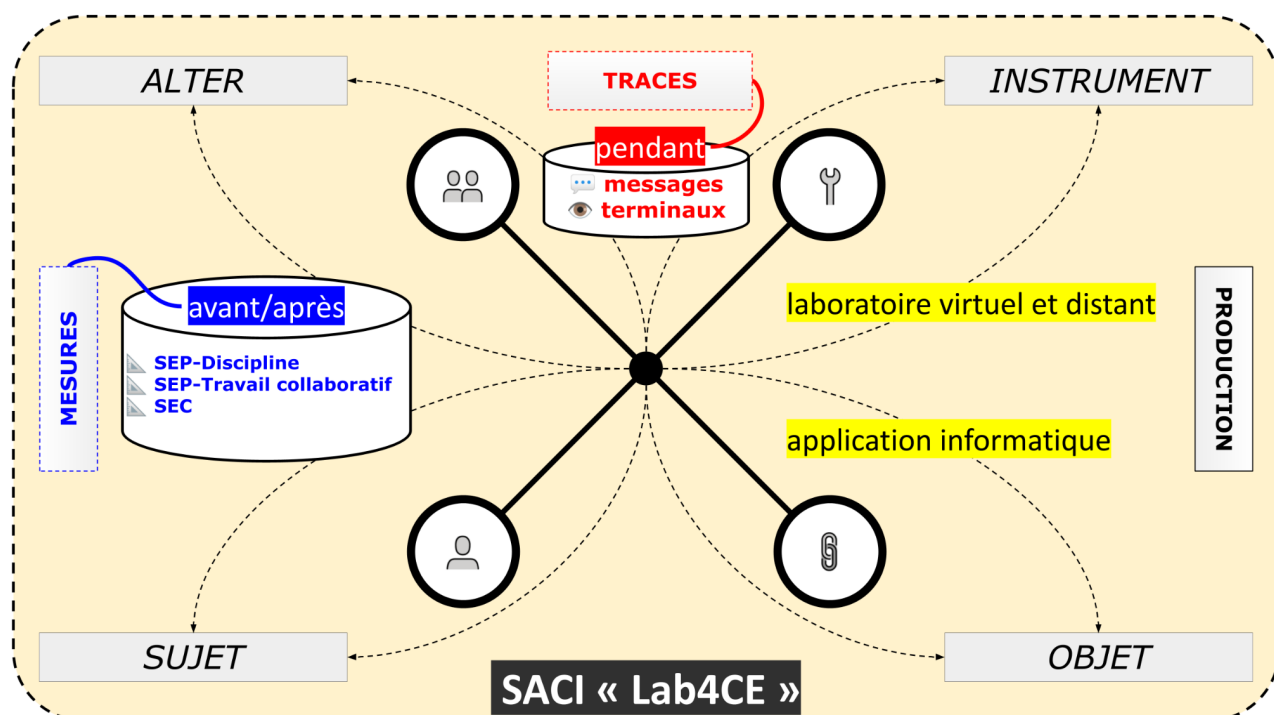 ALTER
TRACES
INSTRUMENT
pendant
messages
terminaux
MESURES
avant/après
SEP-Discipline
SEP-Travail collaboratif
SEC
laboratoire virtuel et distant
application informatique
PRODUCTION
SUJET
OBJET
SACI « Lab4CE »